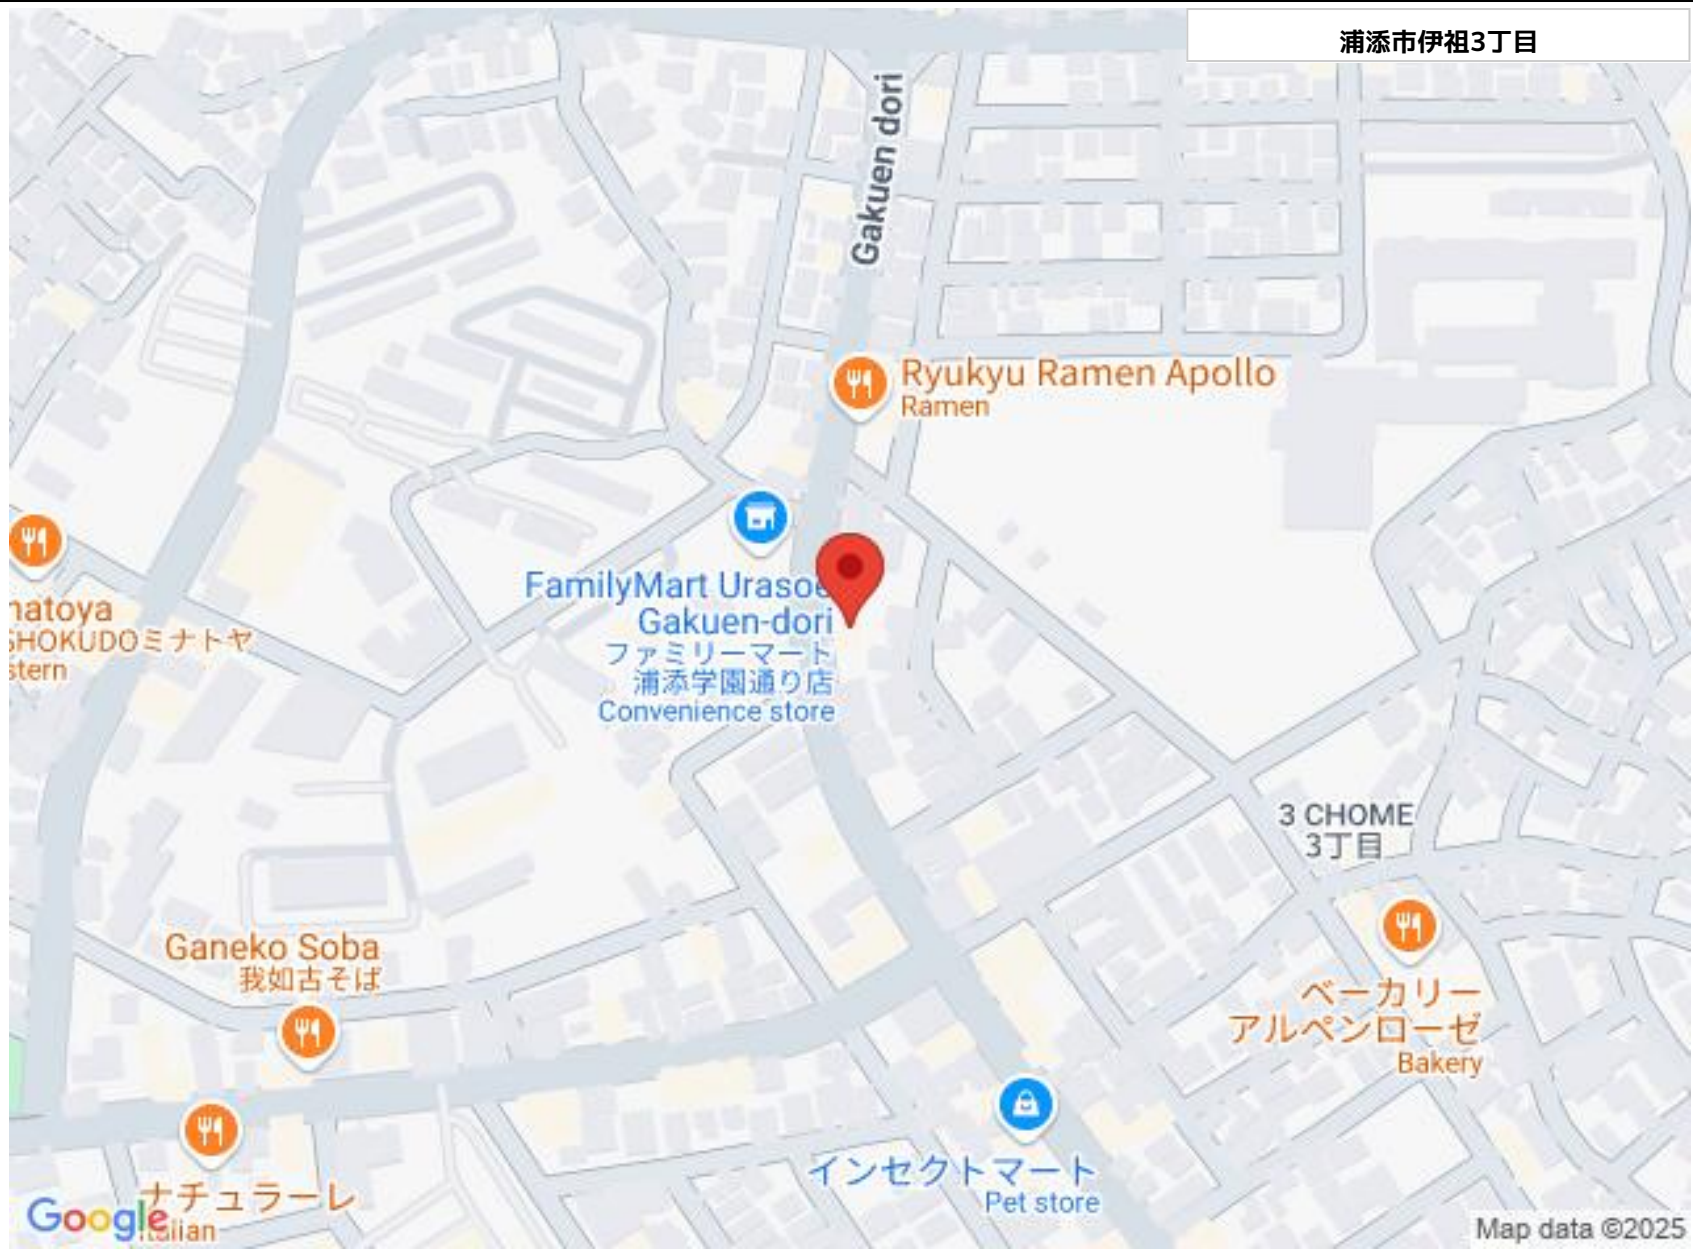 浦添市伊祖3丁目
Gakuen dori
Ryukyu Ramen Apollo
Ramen
FamilyMart Urasoe
Gakuen-dori
ファミリーマート
浦添学園通り店
Convenience store
natoya
SHOKUDOミナトヤ
stern
3 CHOME
3丁目
Ganeko Soba
我如古そば
ベーカリー
アルペンローゼ
Bakery
インセクトマート
Pet store
ナチュラーレ
Italian
Google
Map data ©2025